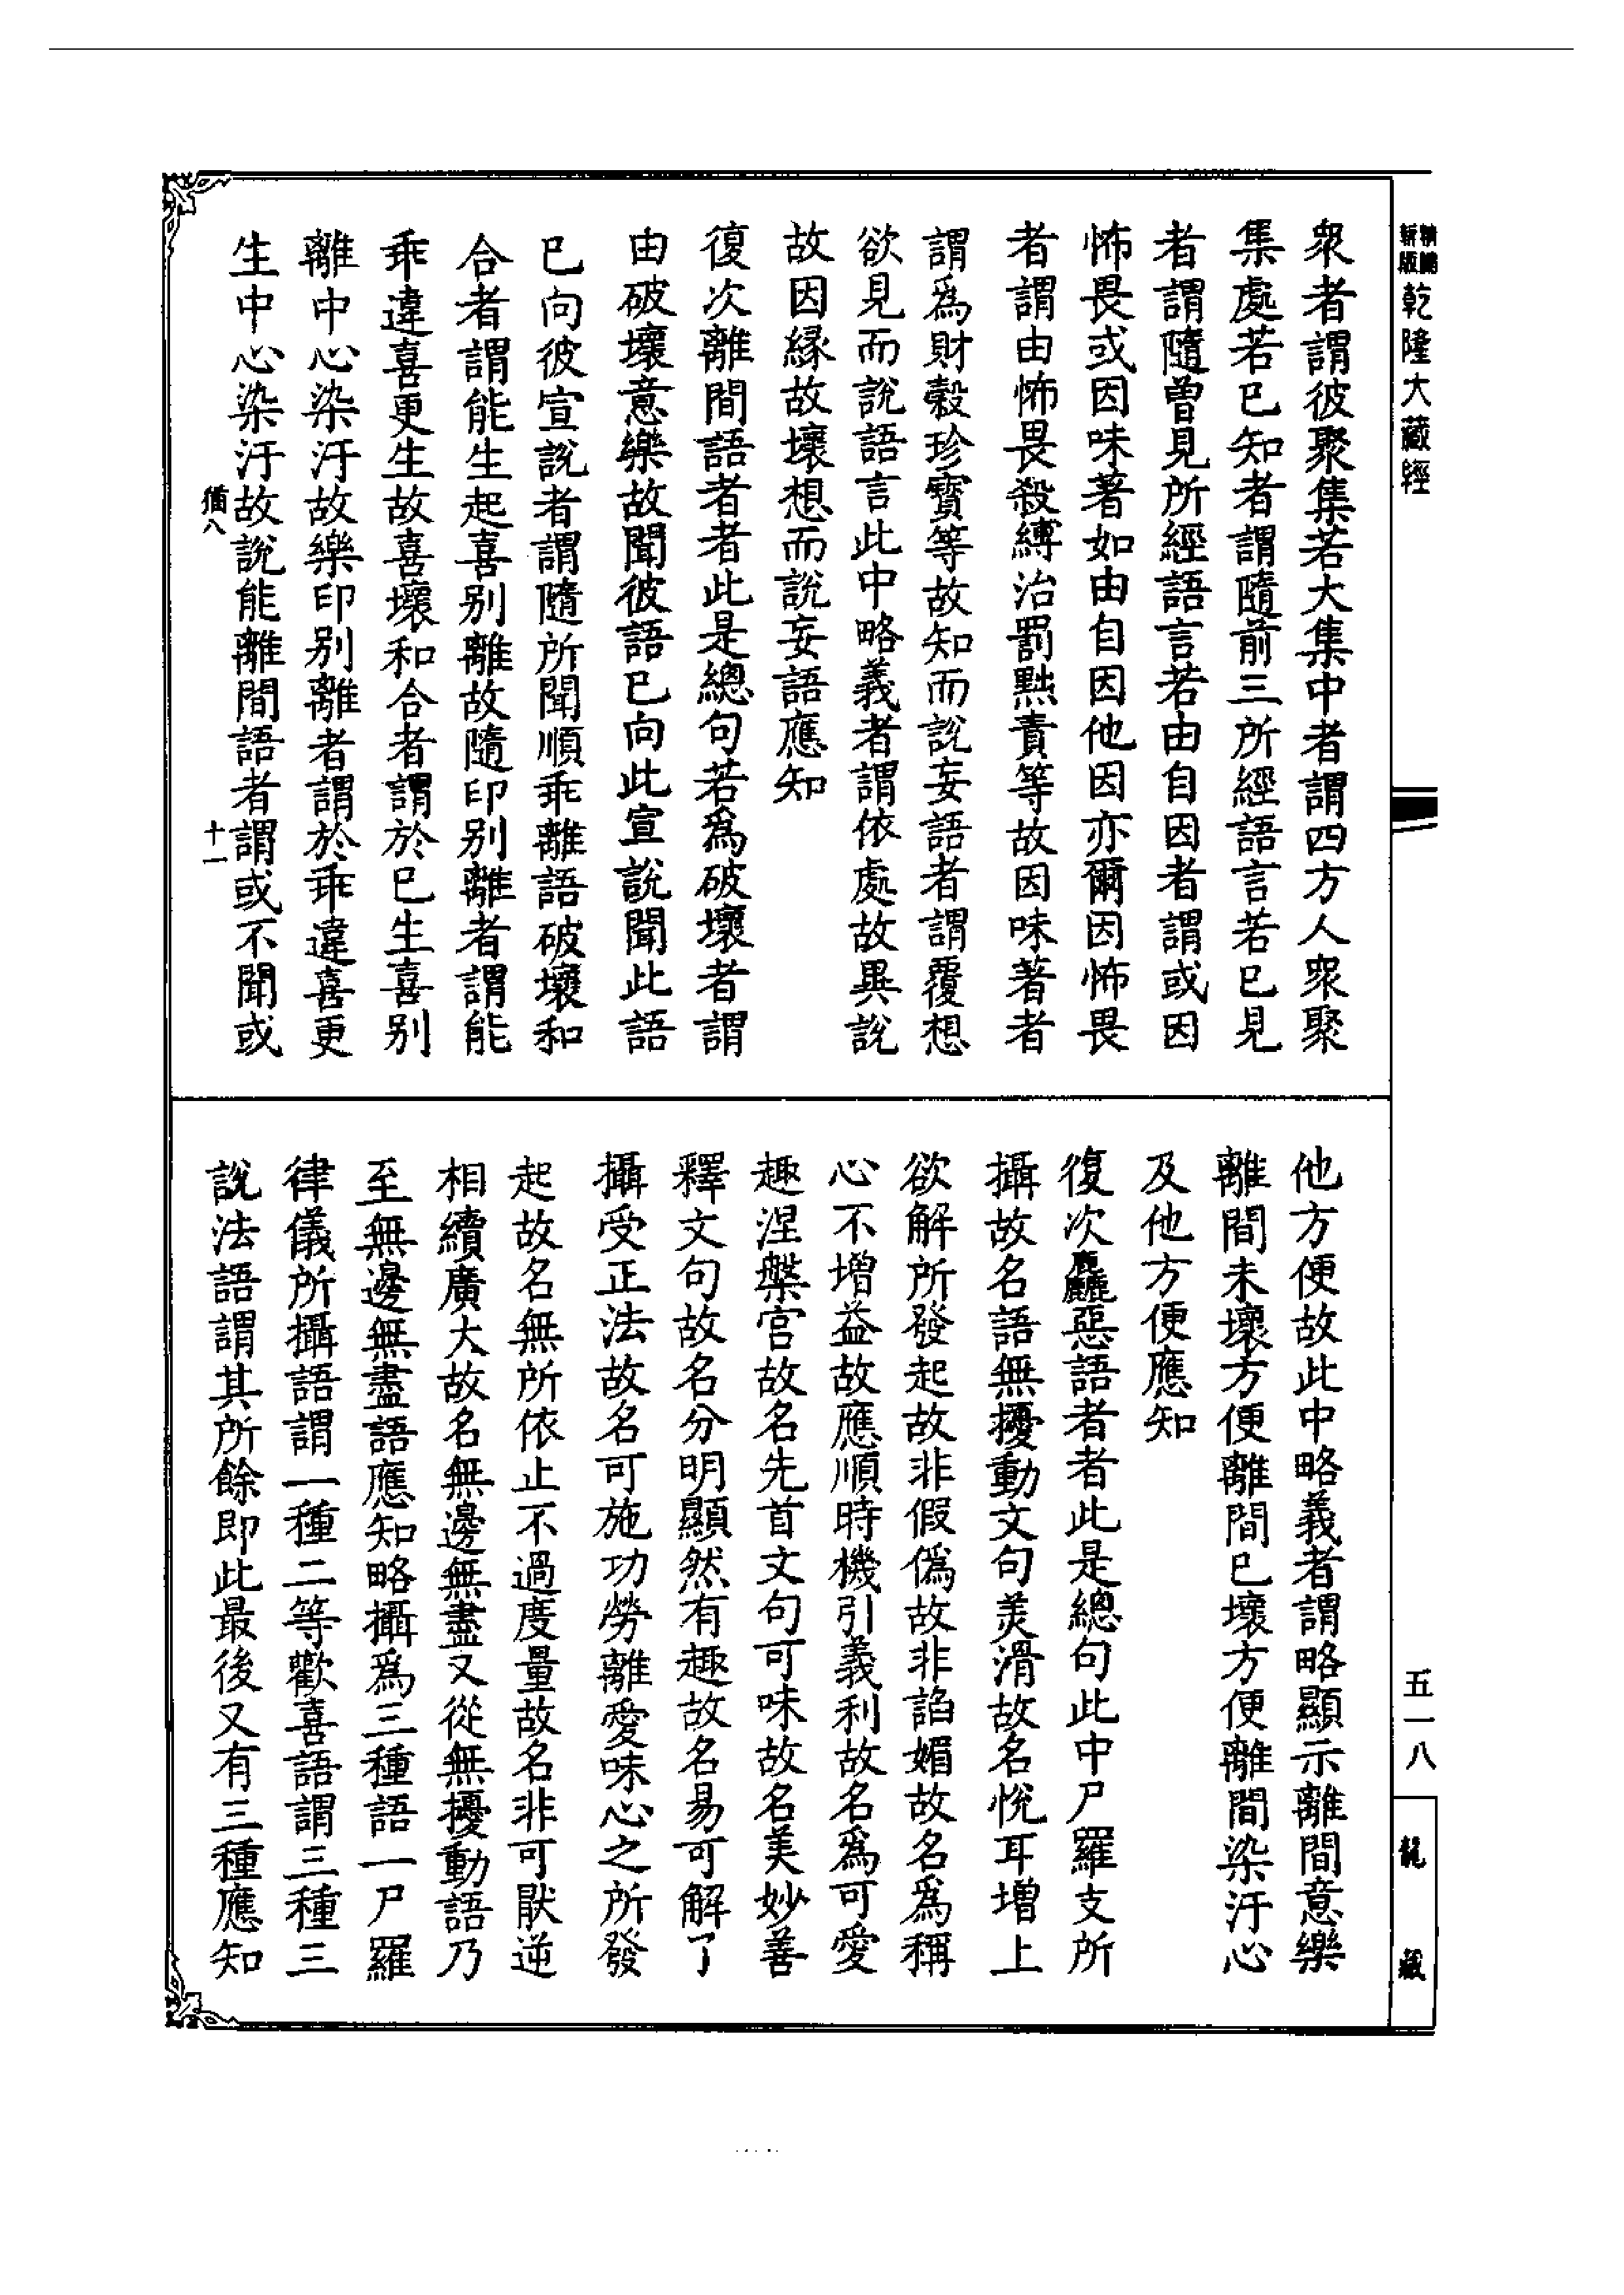 乾隆大藏經
衆者謂彼聚集若大集中者謂四方人衆聚
集處若已知者謂隨前三所經語言若已見
者謂隨曾見所經語言若由自因者謂或因
怖畏或因味著如由自因他因亦爾因怖畏
者謂由怖畏殺縛治罰黜責等故因味著者
謂爲財穀珍寶等故知而說妄語者謂覆想
欲見而說語言此中略義者謂依處故異說
故因縁故壞想而說妄語應知
復次離間語者者此是總句若爲破壞者謂
由破壞意樂故聞彼語已向此宣說聞此語
已向彼宣說者謂隨所聞順乖離語破壞和
合者謂能生起喜别離故隨印别離者謂能
乖違喜更生故喜壞和合者謂於已生喜别
離中心染汙故樂印别離者謂於乖違喜更
生中心染汙故說能離間語者謂或不聞或
猶八
十一
他方便故此中略義者謂略顯示離間意樂
離間未壞方便離間已壞方便離間染汙心
及他方便應知
復次麤惡語者者此是總句此中尸羅支所
攝故名語無擾動文句美滑故名悅耳增上
欲解所發起故非假偽故非諂媚故名爲稱
心不增益故應順時機引義利故名爲可愛
趣涅槃宫故名先首文句可味故名美妙善
釋文句故名分明顯然有趣故名易可解了
攝受正法故名可施功勞離愛味心之所發
起故名無所依止不過度量故名非可厭逆
相續廣大故名無邊無盡又從無擾動語乃
至無邊無盡語應知略攝爲三種語一尸羅
律儀所攝語謂一種二等歡喜語謂三種三
說法語謂其所餘即此最後又有三種應知
五一八
龍藏